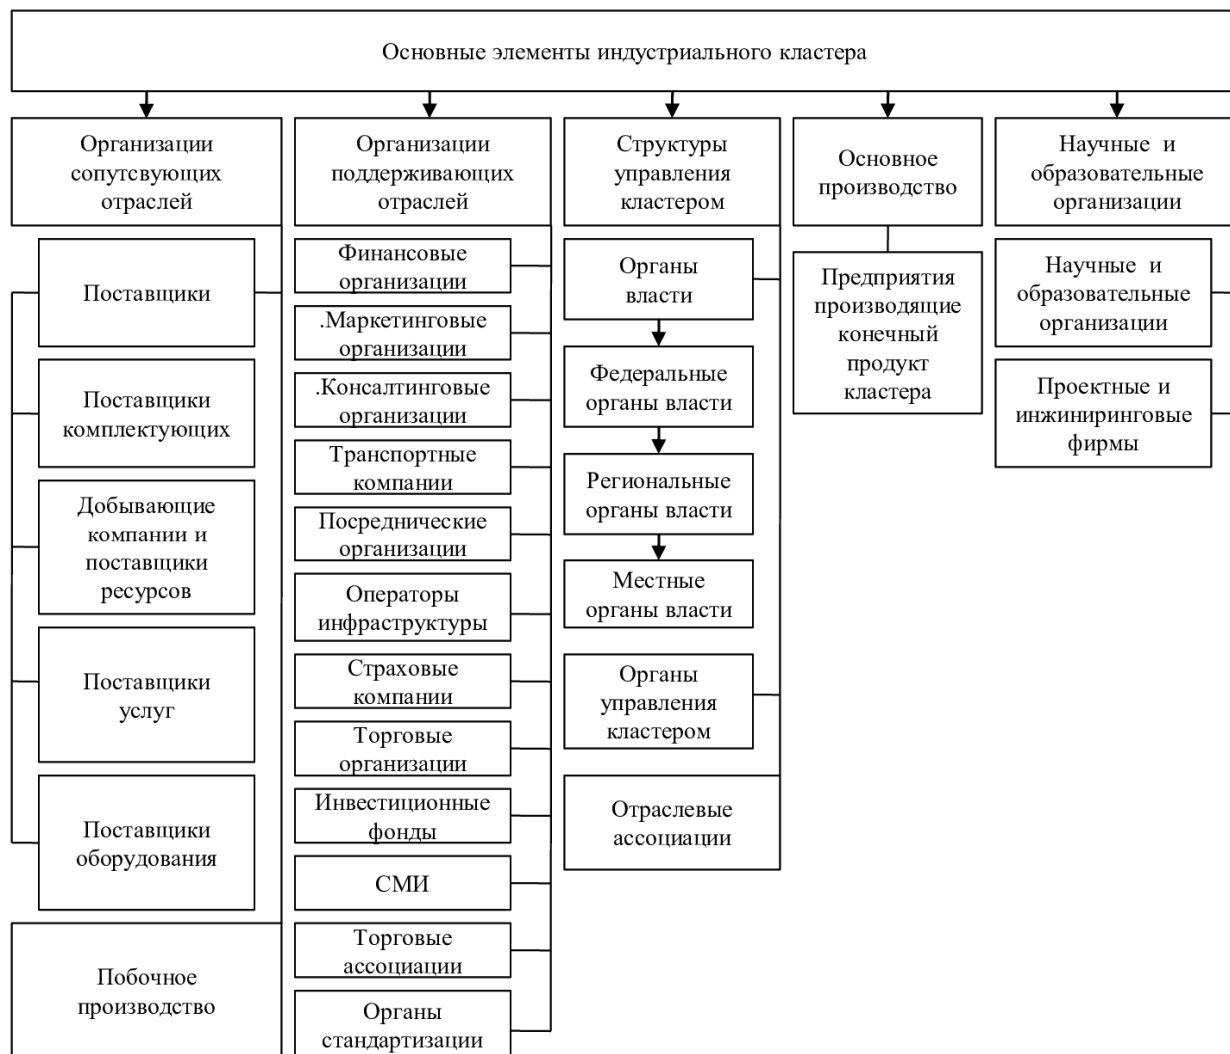 Основные элементы индустриального кластера
Организации
сопутсвующих
отраслей
Поставщики
Поставщики
комплектующих
Добывающие
компании и
поставщики
ресурсов
Поставщики
услуг
Поставщики
оборудования
Побочное
производство
Организации
поддерживающих
отраслей
Финансовые
организации
.Маркетинговые
организации
.Консалтинговые
организации
Транспортные
компании
Посреднические
организации
Операторы
инфраструктуры
Страховые
компании
Торговые
организации
Инвестиционные
фонды
СМИ
Торговые
ассоциации
Органы
стандартизации
Структуры
управления
кластером
Органы
власти
Федеральные
органы власти
Региональные
органы власти
Местные
органы власти
Органы
управления
кластером
Отраслевые
ассоциации
Основное
производство
Предприятия
производящие
конечный
продукт
кластера
Научные и
образовательные
организации
Научные и
образовательные
организации
Проектные и
инжиниринговые
фирмы